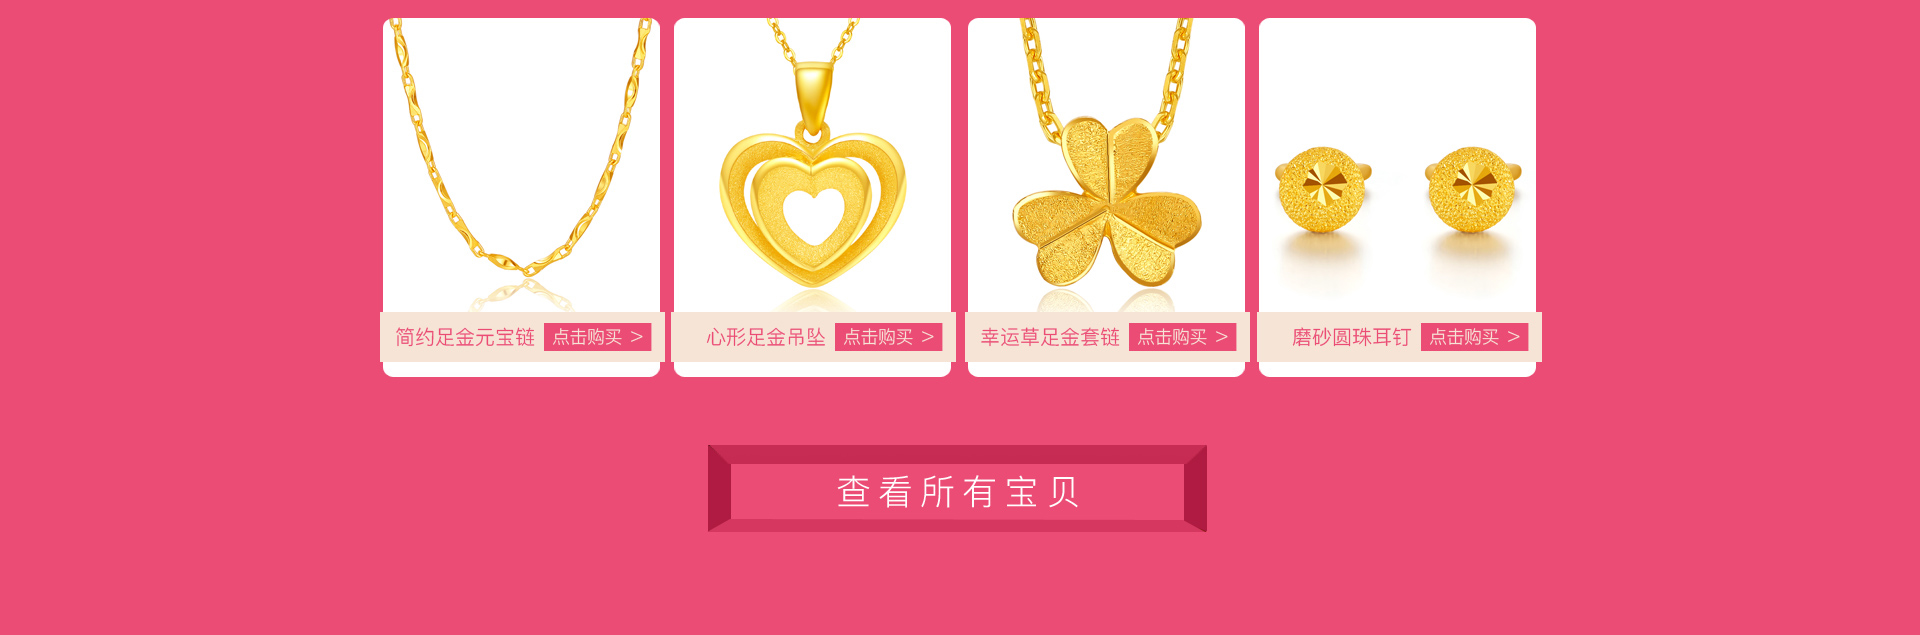 简约足金元宝链 点击购买 >
心形足金吊坠 点击购买 >
幸运草足金套链 点击购买 >
磨砂圆珠耳钉 点击购买 >
查看所有宝贝